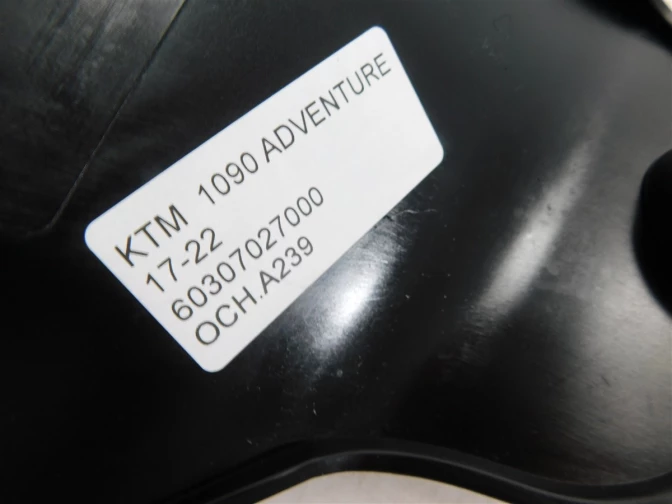 KTM 1090 ADVENTURE
17-22
60307027000
OCH.A239